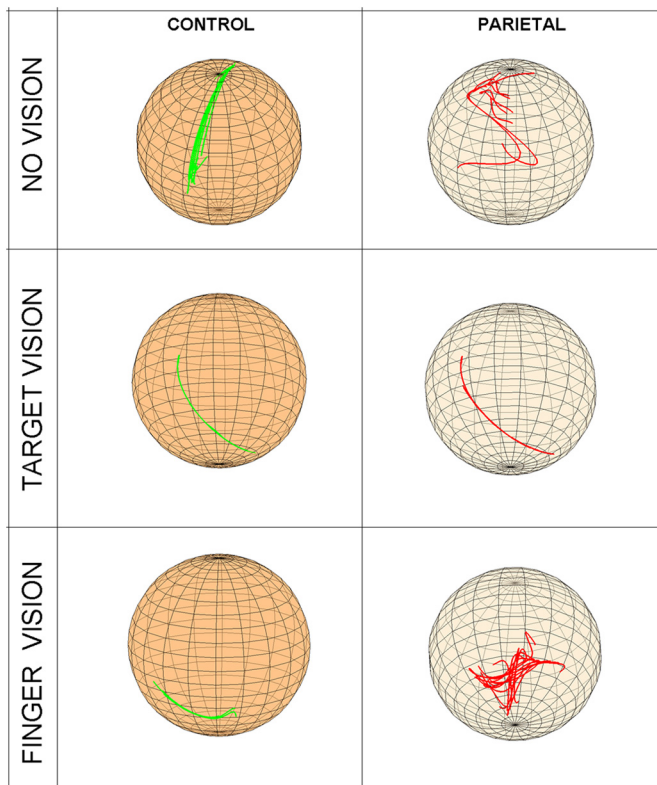 CONTROL
PARIETAL
NO VISION
TARGET VISION
FINGER VISION